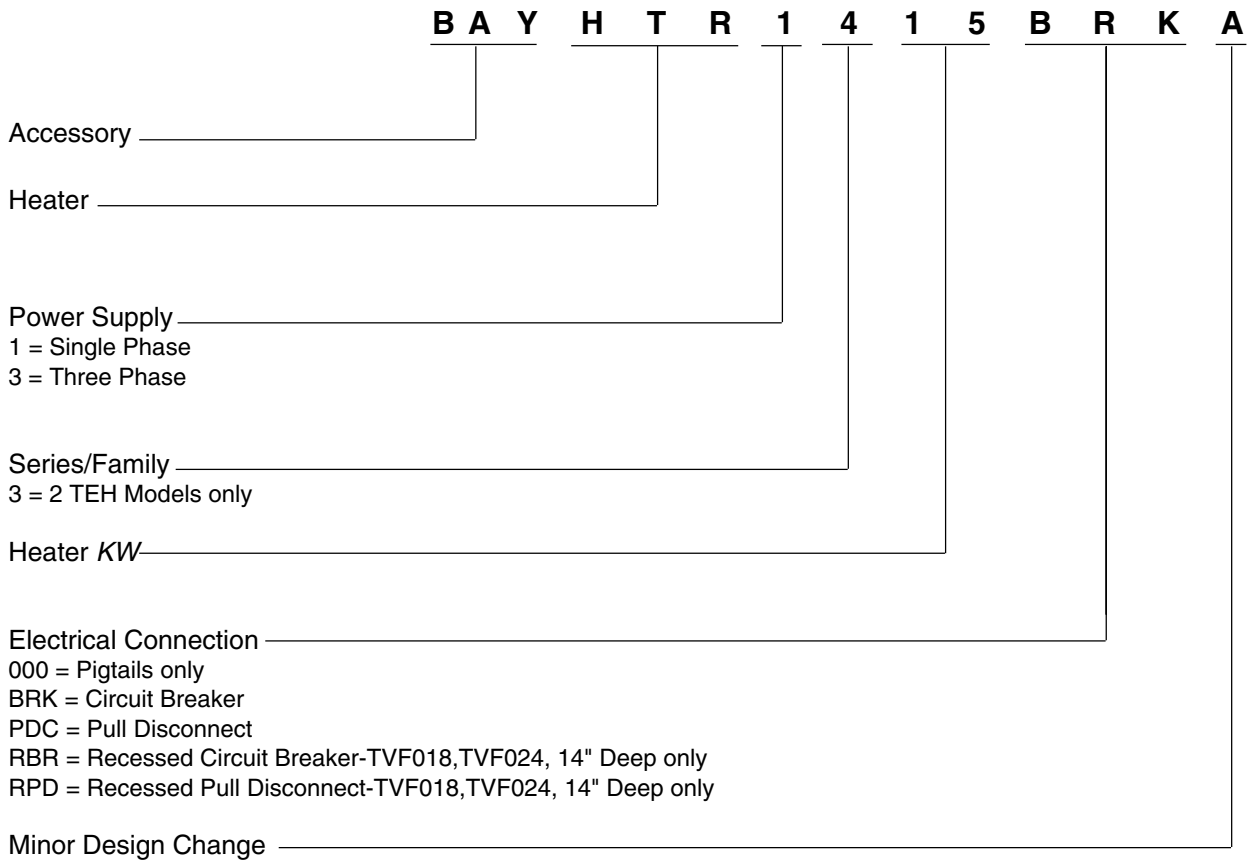 B A Y H T R 1 4 1 5 B R K A
Accessory
Heater
Power Supply
1 = Single Phase
3 = Three Phase
Series/Family
3 = 2 TEH Models only
Heater KW
Electrical Connection
000 = Pigtails only
BRK = Circuit Breaker
PDC = Pull Disconnect
RBR = Recessed Circuit Breaker-TVF018,TVF024, 14" Deep only
RPD = Recessed Pull Disconnect-TVF018,TVF024, 14" Deep only
Minor Design Change